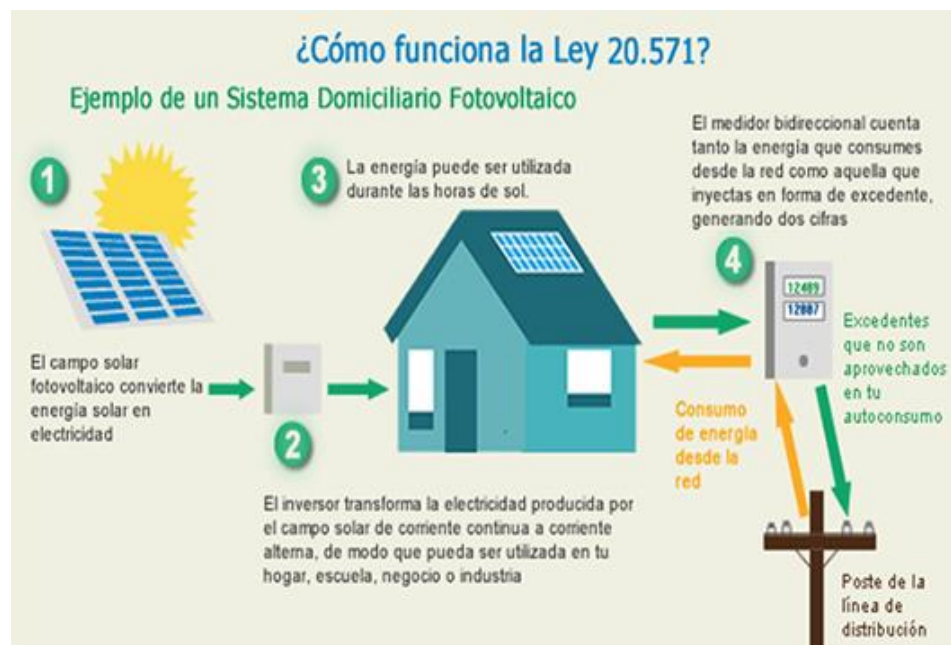 ¿Cómo funciona la Ley 20.571?
Ejemplo de un Sistema Domiciliario Fotovoltaico
1
El campo solar
fotovoltaico convierte la
energía solar en
electricidad
2
El inversor transforma la electricidad producida por
el campo solar de corriente continua a corriente
alterna, de modo que pueda ser utilizada en tu
hogar, escuela, negocio o industria
3
La energía puede ser utilizada
durante las horas de sol.
El medidor bidireccional cuenta
tanto la energía que consumes
desde la red como aquella que
inyectas en forma de excedente,
generando dos cifras
4
12489
12887
Excedentes
que no son
aprovechados
en tu
autoconsumo
Consumo
de energía
desde la
red
Poste de la
línea de
distribución